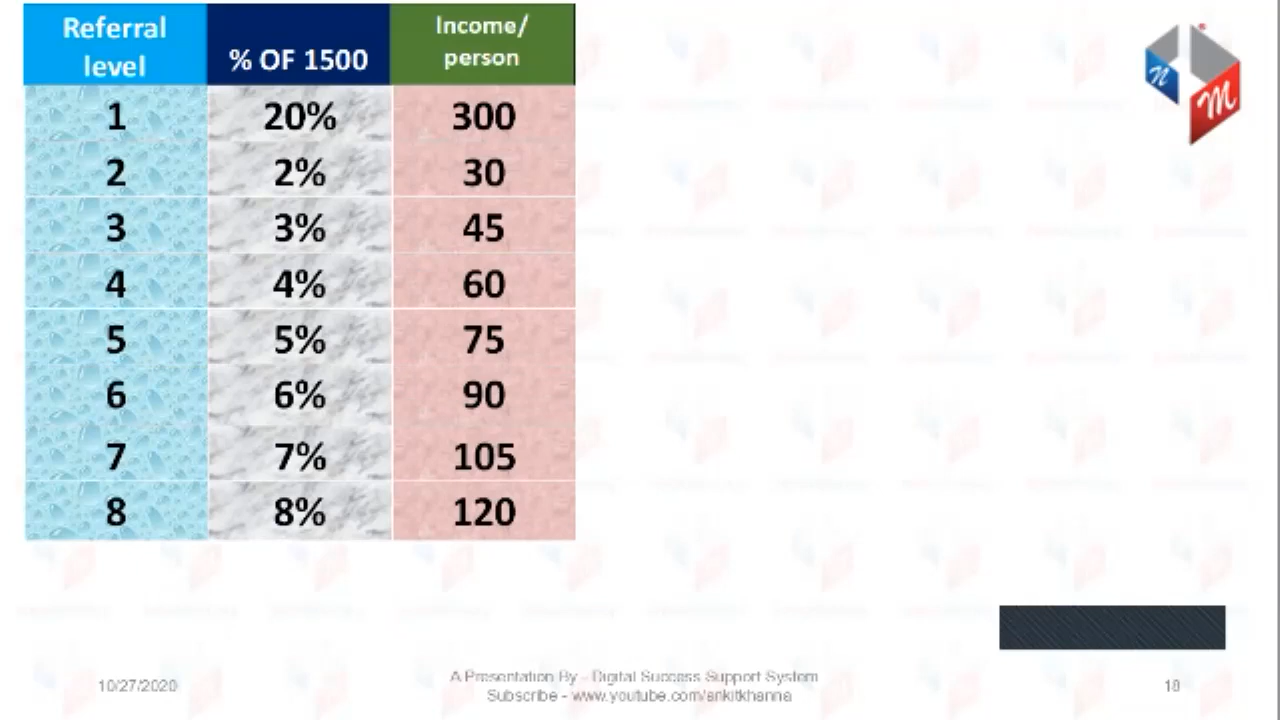 Referral level
% OF 1500
Income/ person
1 20% 300
2 2% 30
3 3% 45
4 4% 60
5 5% 75
6 6% 90
7 7% 105
8 8% 120
n
m
10/27/2020
A Presentation By - Digital Success Support System
Subscribe - www.youtube.com/ankitkhanna
18